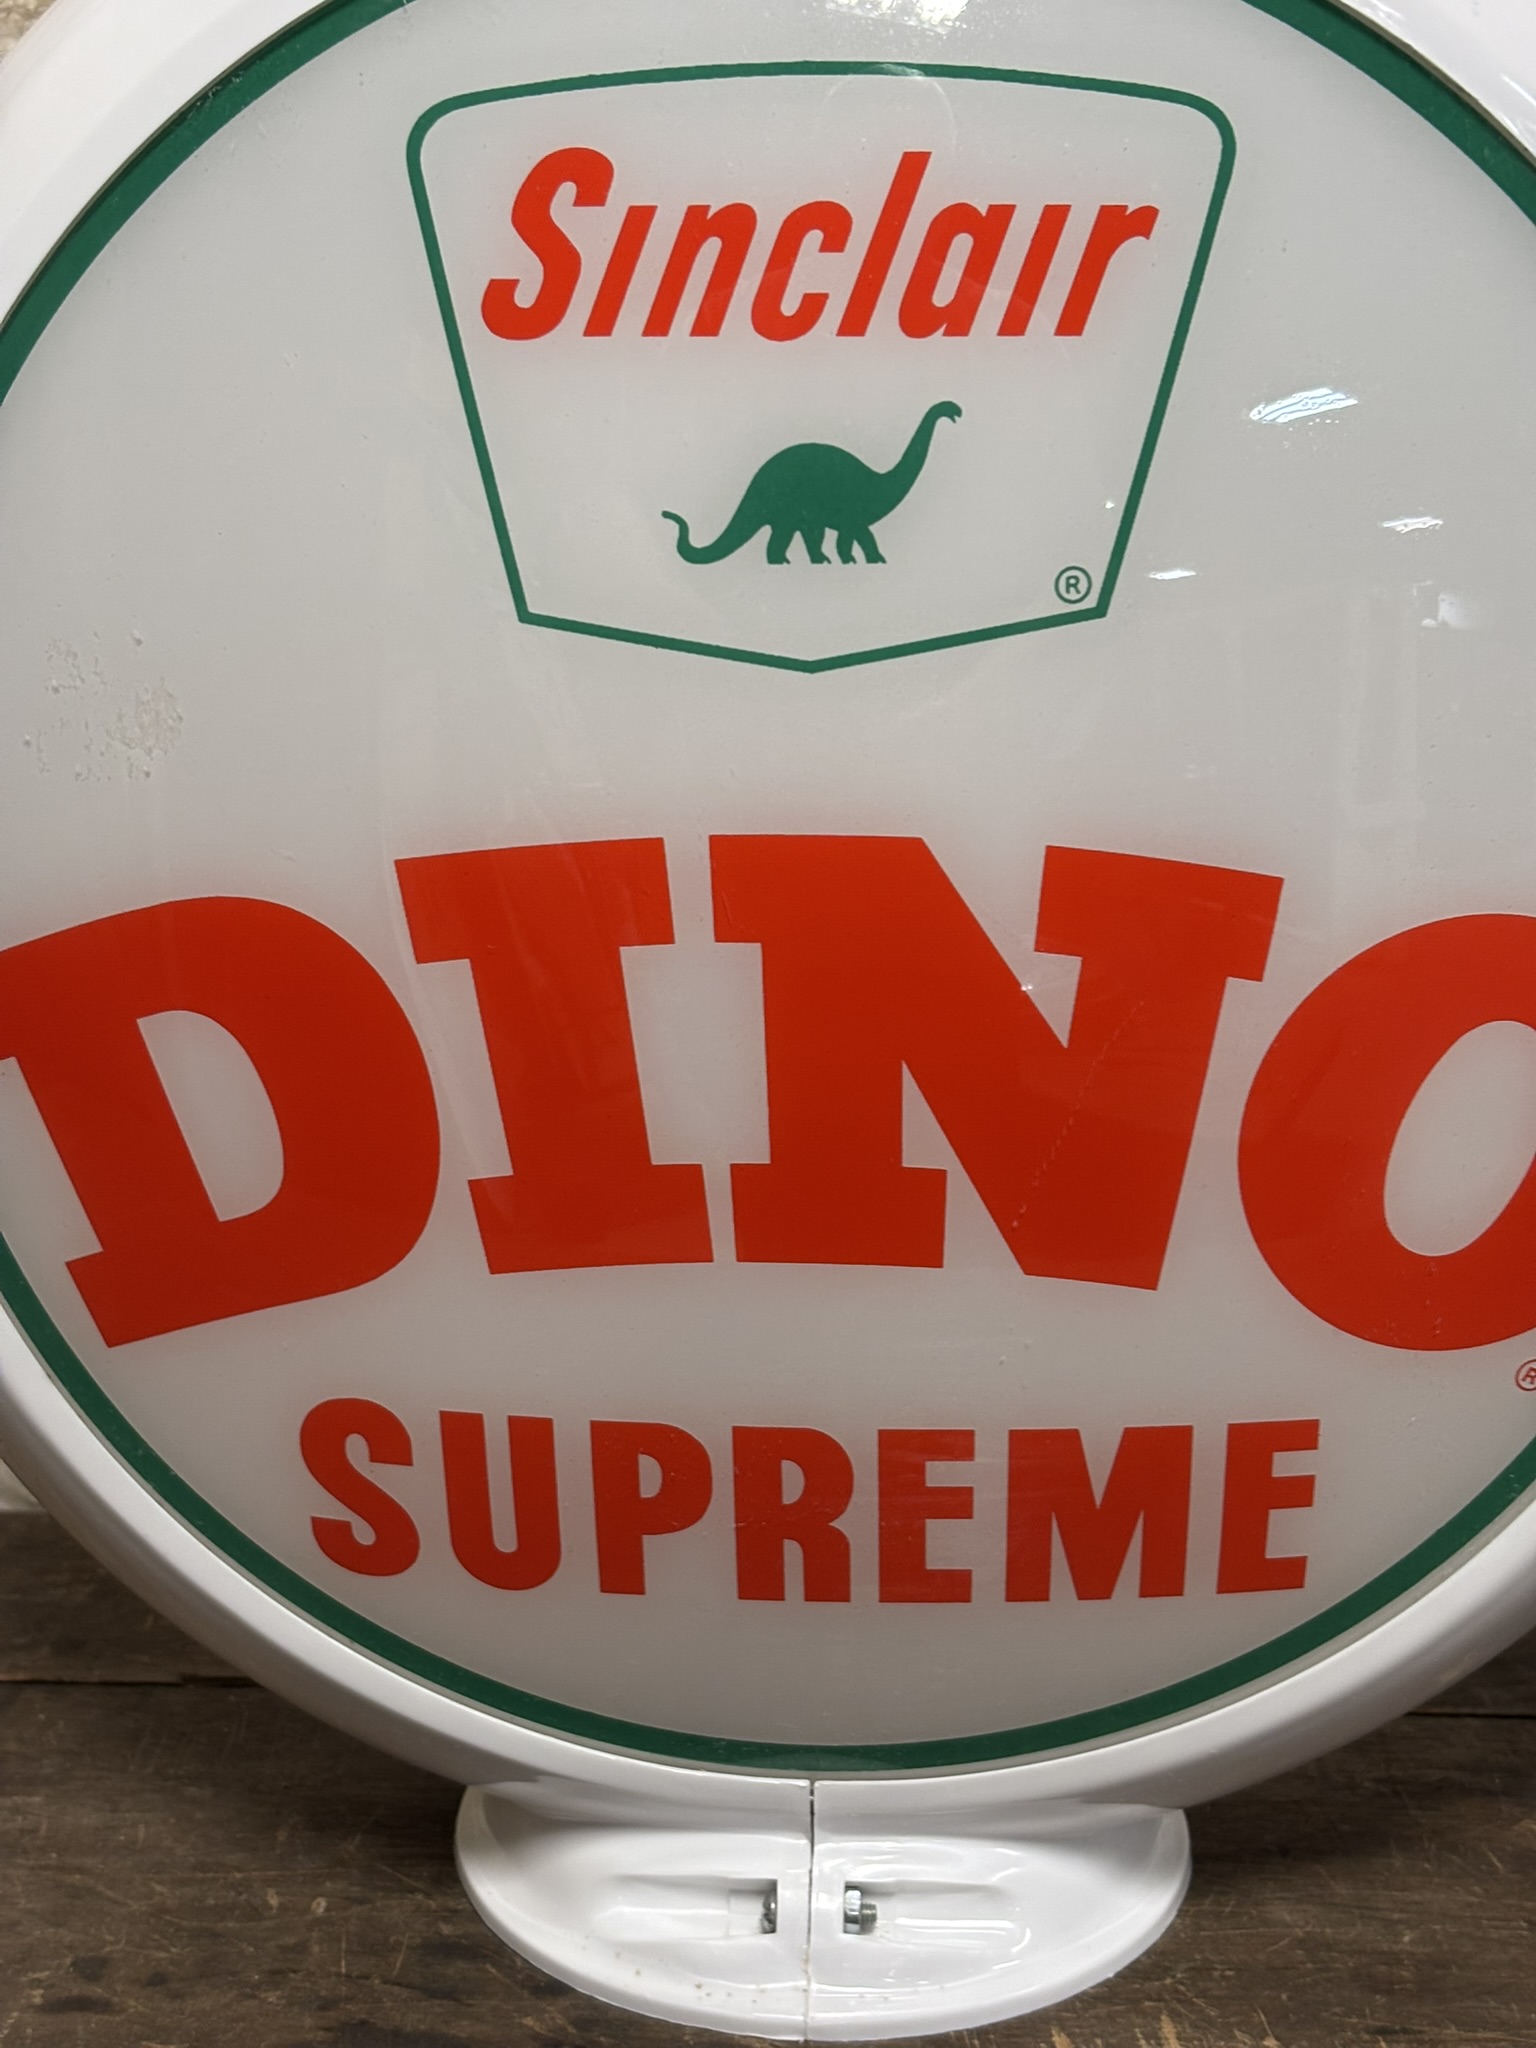 Sinclair
®
DINO
®
SUPREME